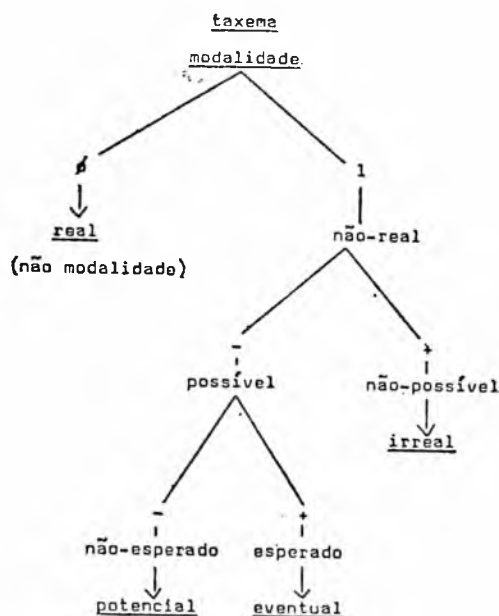 taxema
modalidade
ø 1
real não-real
(não modalidade)
- +
possível não-possível
irreal
- +
não-esperado esperado
potencial eventual